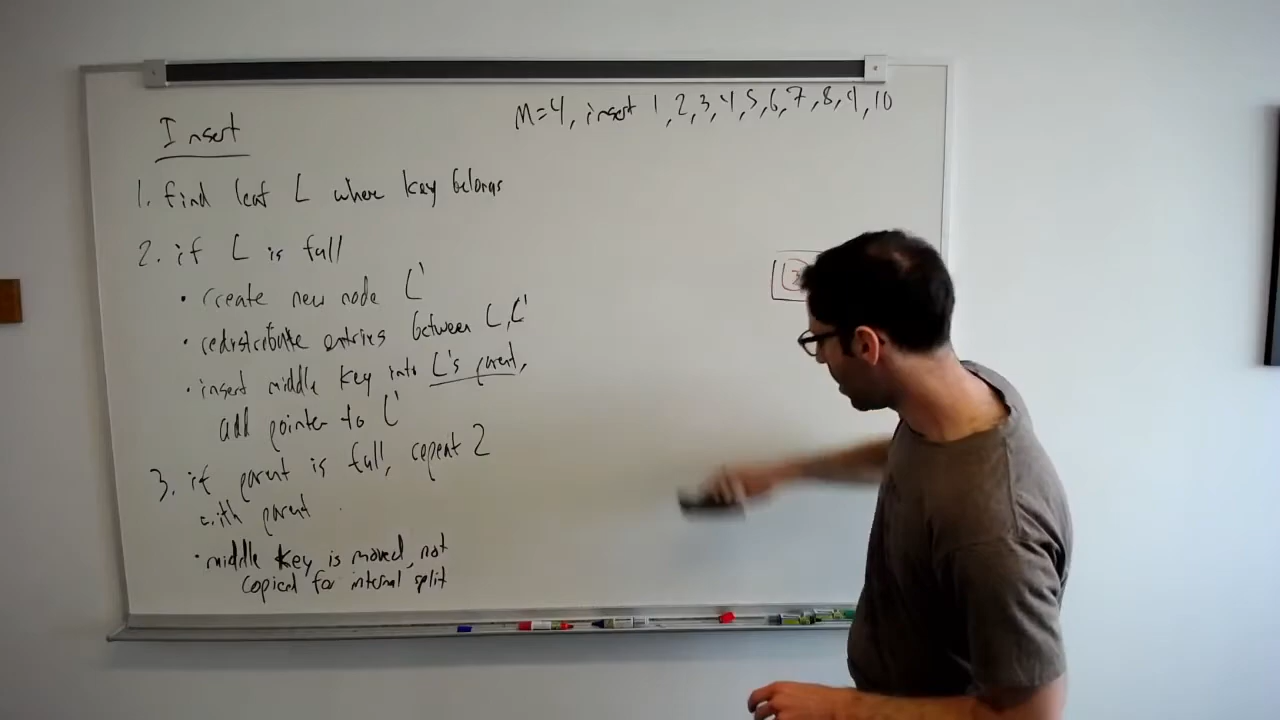 M=4, insert 1,2,3,4,5,6,7,8,9,10
Insert
1. find leaf L where key belongs
2. if L is full
• create new node L'
• redistribute entries between L,L'
• insert middle key into L's parent,
add pointer to L'
3. if parent is full, repeat 2
with parent
• middle key is moved, not
copied for internal split